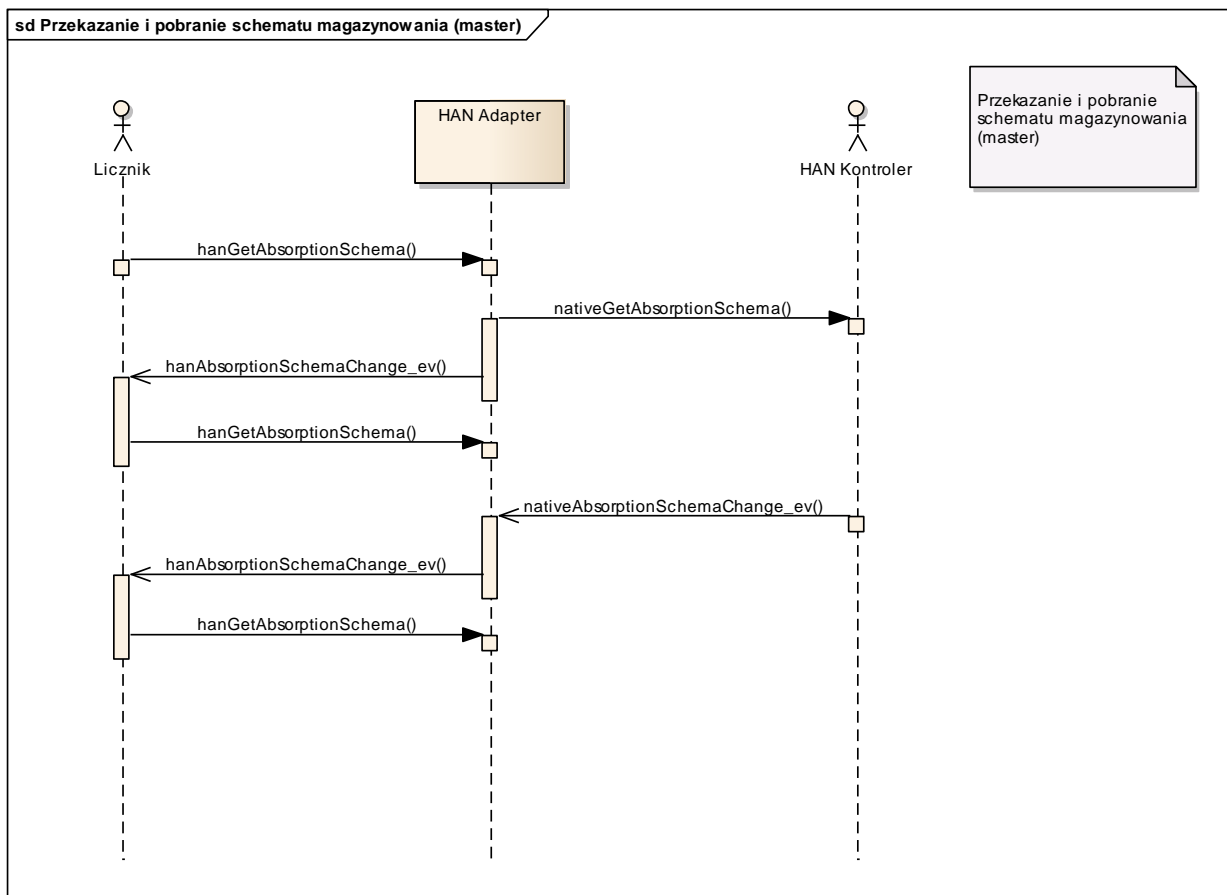 sd Przekazanie i pobranie schematu magazynowania (master)
Przekazanie i pobranie
schematu magazynowania
(master)
HAN Adapter
Licznik
HAN Kontroler
hanGetAbsorptionSchema()
nativeGetAbsorptionSchema()
hanAbsorptionSchemaChange_ev()
hanGetAbsorptionSchema()
nativeAbsorptionSchemaChange_ev()
hanAbsorptionSchemaChange_ev()
hanGetAbsorptionSchema()